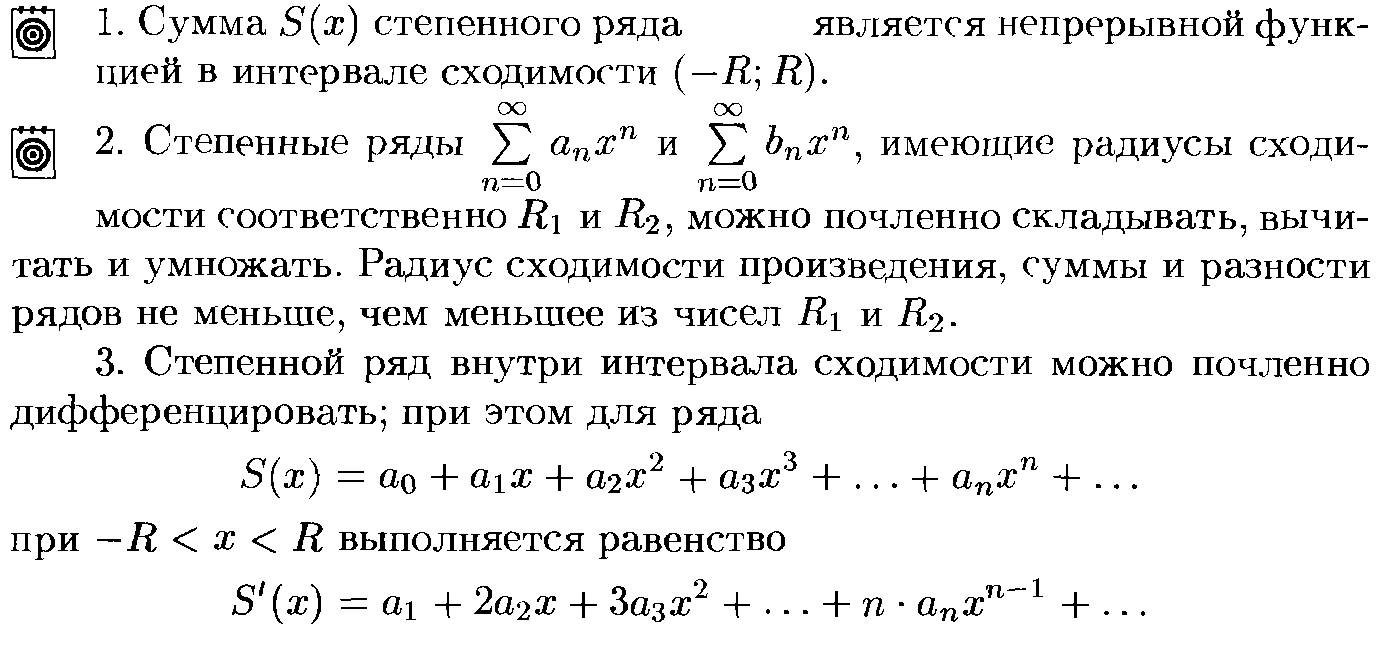 1. Сумма S(x) степенного ряда является непрерывной функ-
цией в интервале сходимости (−R; R).
2. Степенные ряды ∑_{n=0}^{∞} a_n x^n и ∑_{n=0}^{∞} b_n x^n, имеющие радиусы сходи-
мости соответственно R₁ и R₂, можно почленно складывать, вычи-
тать и умножать. Радиус сходимости произведения, суммы и разности
рядов не меньше, чем меньшее из чисел R₁ и R₂.
3. Степенной ряд внутри интервала сходимости можно почленно
дифференцировать; при этом для ряда
S(x) = a₀ + a₁x + a₂x² + a₃x³ + … + a_n x^n + …
при −R < x < R выполняется равенство
S′(x) = a₁ + 2a₂x + 3a₃x² + … + n · a_n x^{n−1} + …